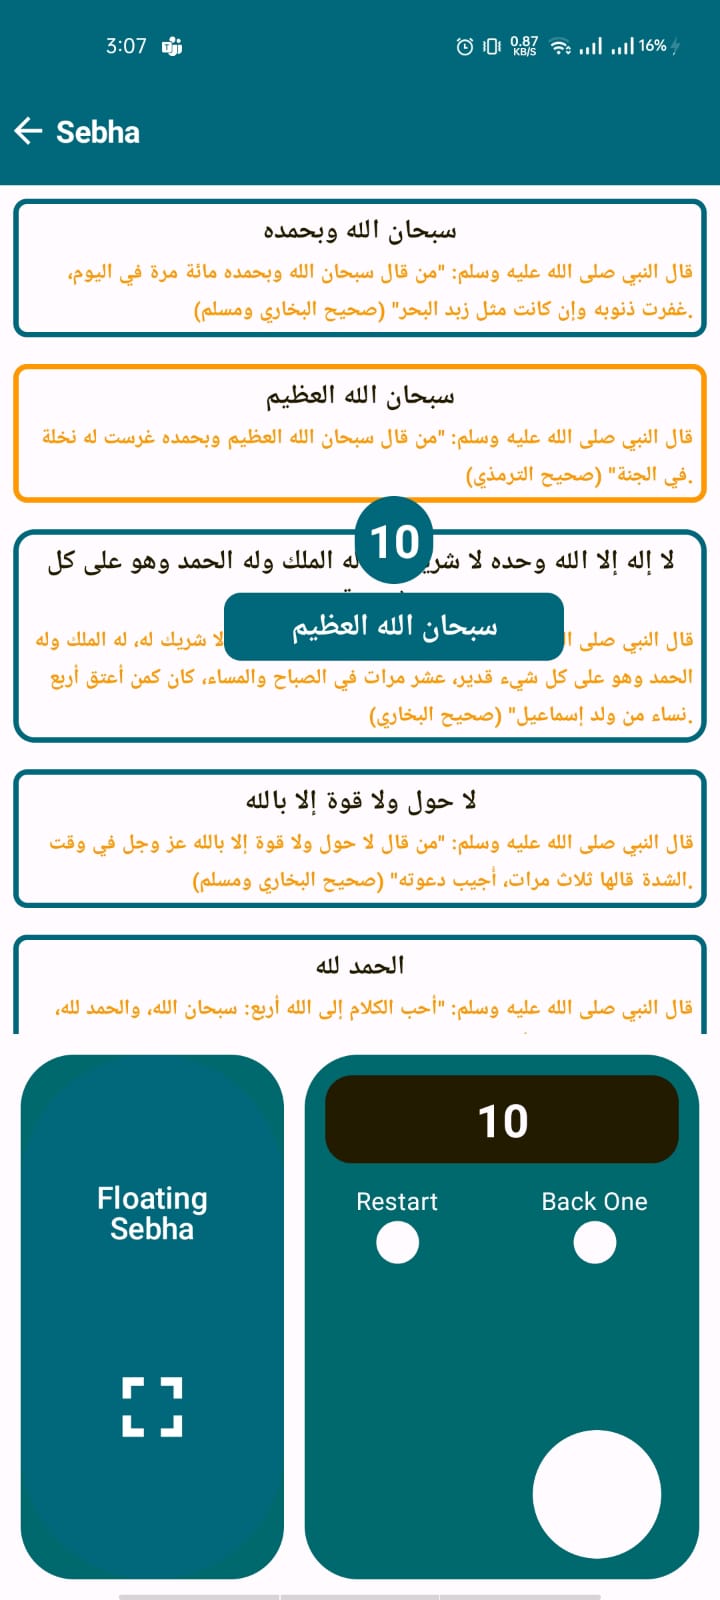 3:07
0.87
KB/S
16%
Sebha
سبحان الله وبحمده
قال النبي صلى الله عليه وسلم: "من قال سبحان الله وبحمده مائة مرة في اليوم،
غفرت ذنوبه وإن كانت مثل زبد البحر" (صحيح البخاري ومسلم).
سبحان الله العظيم
قال النبي صلى الله عليه وسلم: "من قال سبحان الله العظيم وبحمده غرست له نخلة
في الجنة" (صحيح الترمذي).
10
لا إله إلا الله وحده لا له الملك وله الحمد وهو على كل
سبحان الله العظيم
قال النبي صلى لا شريك له، له الملك وله
الحمد وهو على كل شيء قدير، عشر مرات في الصباح والمساء، كان كمن أعتق أربع
نساء من ولد إسماعيل" (صحيح البخاري).
لا حول ولا قوة إلا بالله
قال النبي صلى الله عليه وسلم: "من قال لا حول ولا قوة إلا بالله عز وجل في وقت
الشدة قالها ثلاث مرات، أجيب دعوته" (صحيح البخاري ومسلم).
الحمد لله
قال النبي صلى الله عليه وسلم: "أحب الكلام إلى الله أربع: سبحان الله، والحمد لله،
Floating
Sebha
10
Restart
Back One